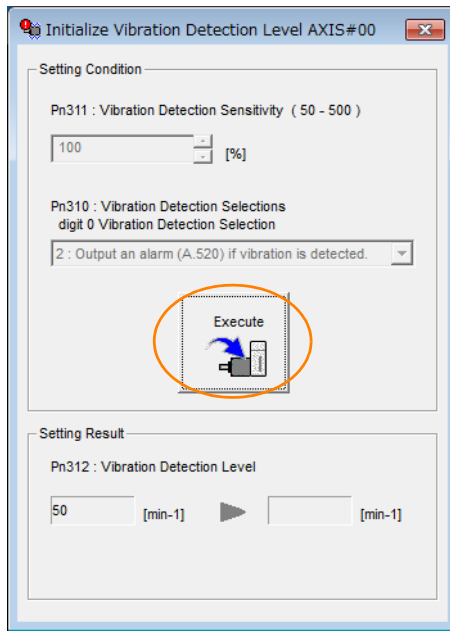 Initialize Vibration Detection Level AXIS#00
Setting Condition
Pn311 : Vibration Detection Sensitivity ( 50 - 500 )
100
[%]
Pn310 : Vibration Detection Selections
digit 0 Vibration Detection Selection
2 : Output an alarm (A.520) if vibration is detected.
Execute
Setting Result
Pn312 : Vibration Detection Level
50 [min-1] [min-1]